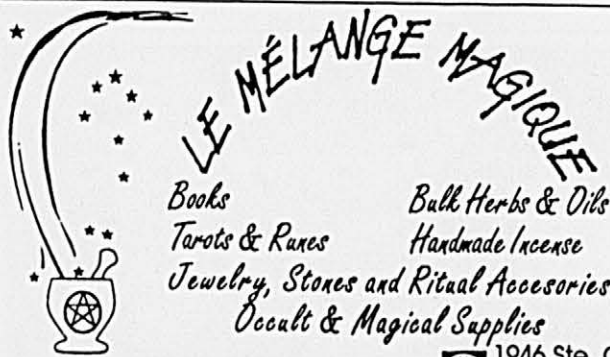 LE MÉLANGE MAGIQUE
Books
Bulk Herbs & Oils
Tarots & Runes
Handmade Incense
Jewelry, Stones and Ritual Accesories
Occult & Magical Supplies
1946 Ste.